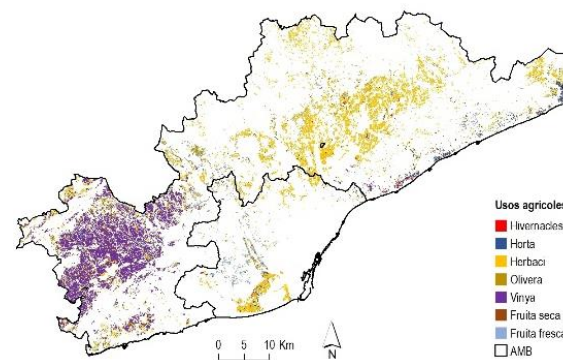 Usos agrícoles
Hivernacles
Horta
Herbaci
Olivera
Vinya
Fruita seca
Fruita fresca
AMB
0 5 10 Km
N